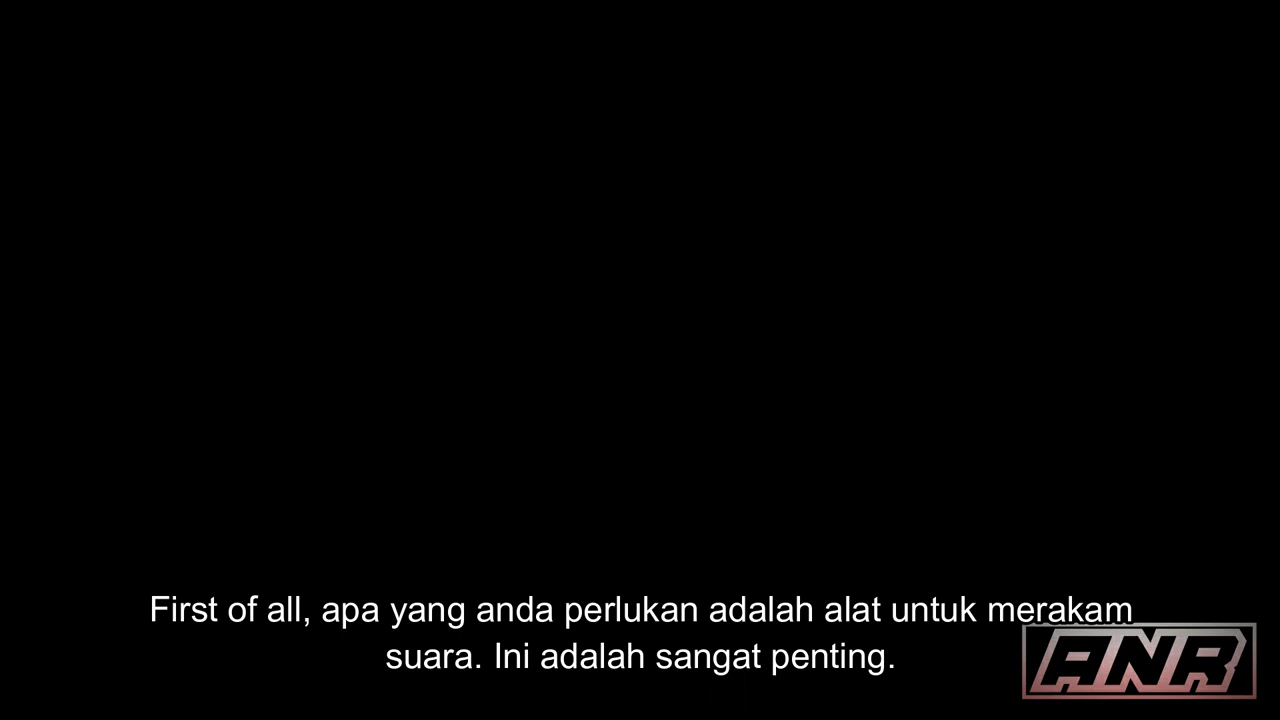 First of all, apa yang anda perlukan adalah alat untuk merakam
suara. Ini adalah sangat penting.
ANR